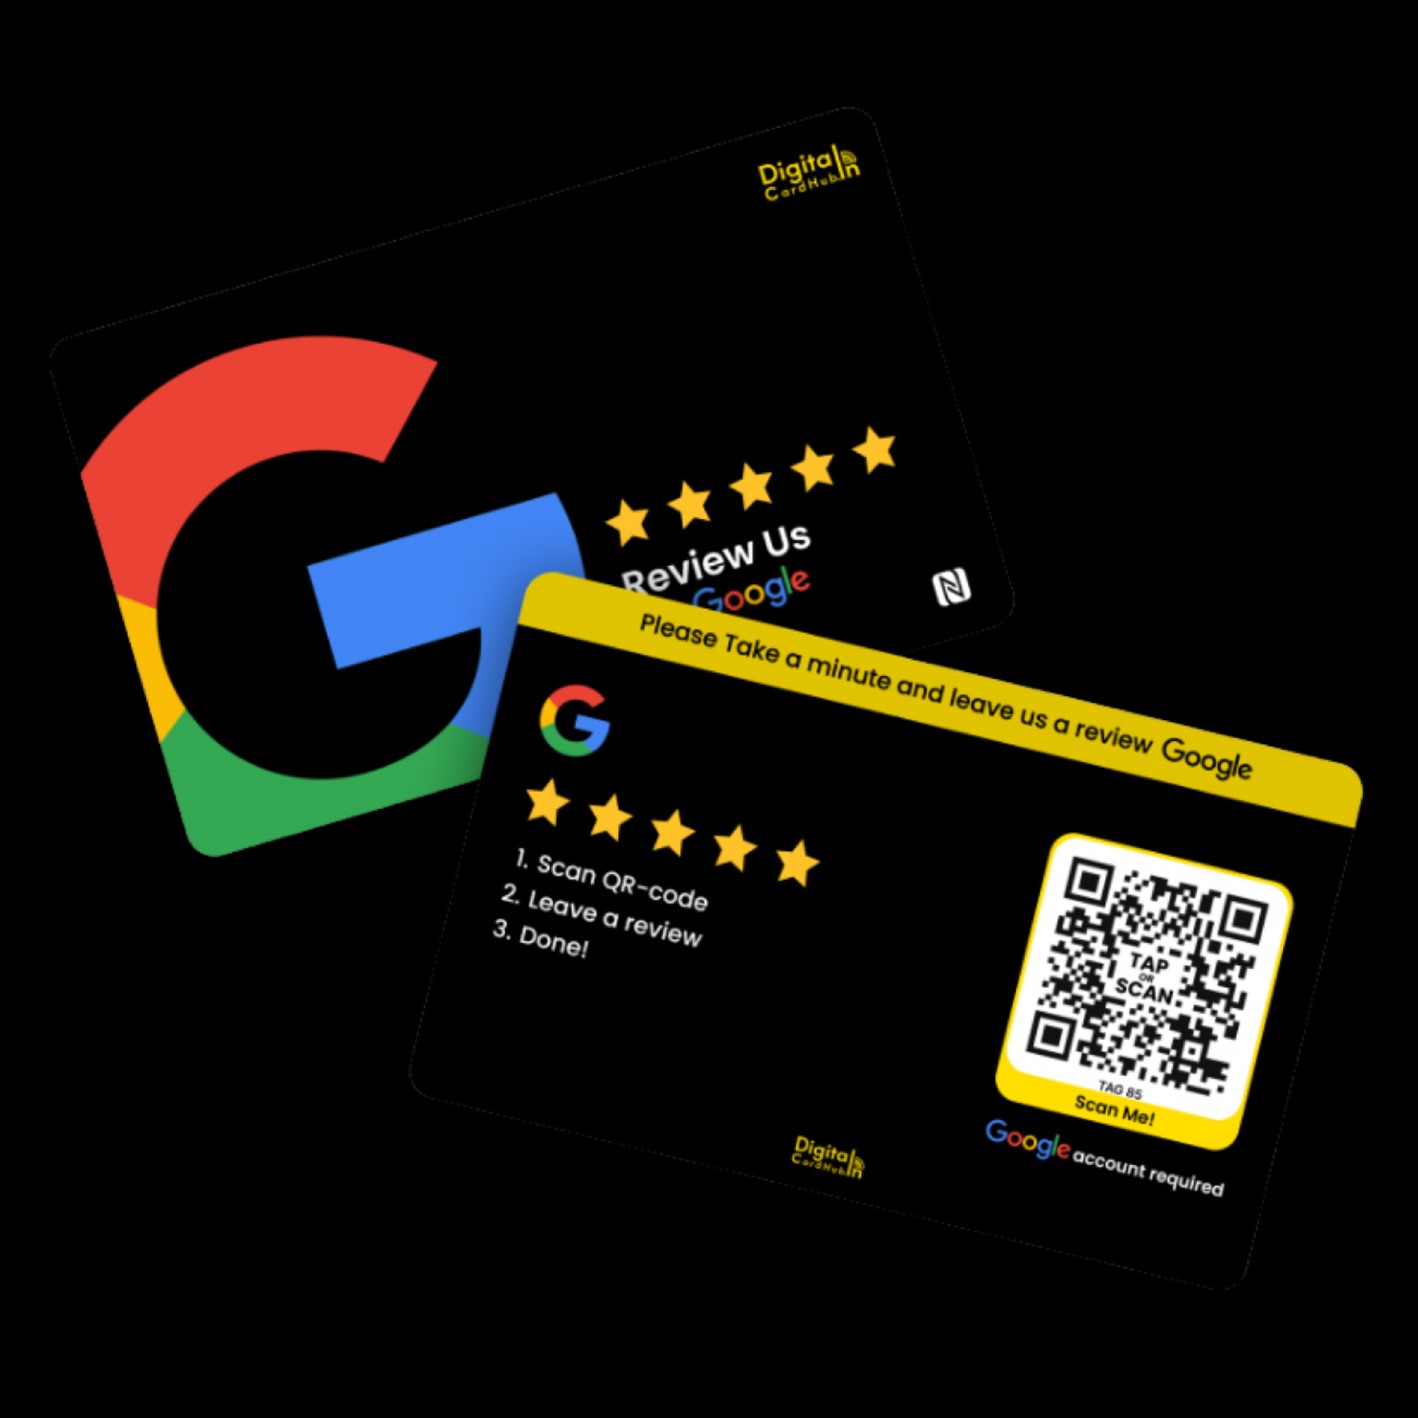 Digital In
CardHub
Review Us
Google
Please Take a minute and leave us a review Google
1. Scan QR-code
2. Leave a review
3. Done!
TAP
OR
SCAN
TAG 85
Scan Me!
Google account required
Digital In
CardHub